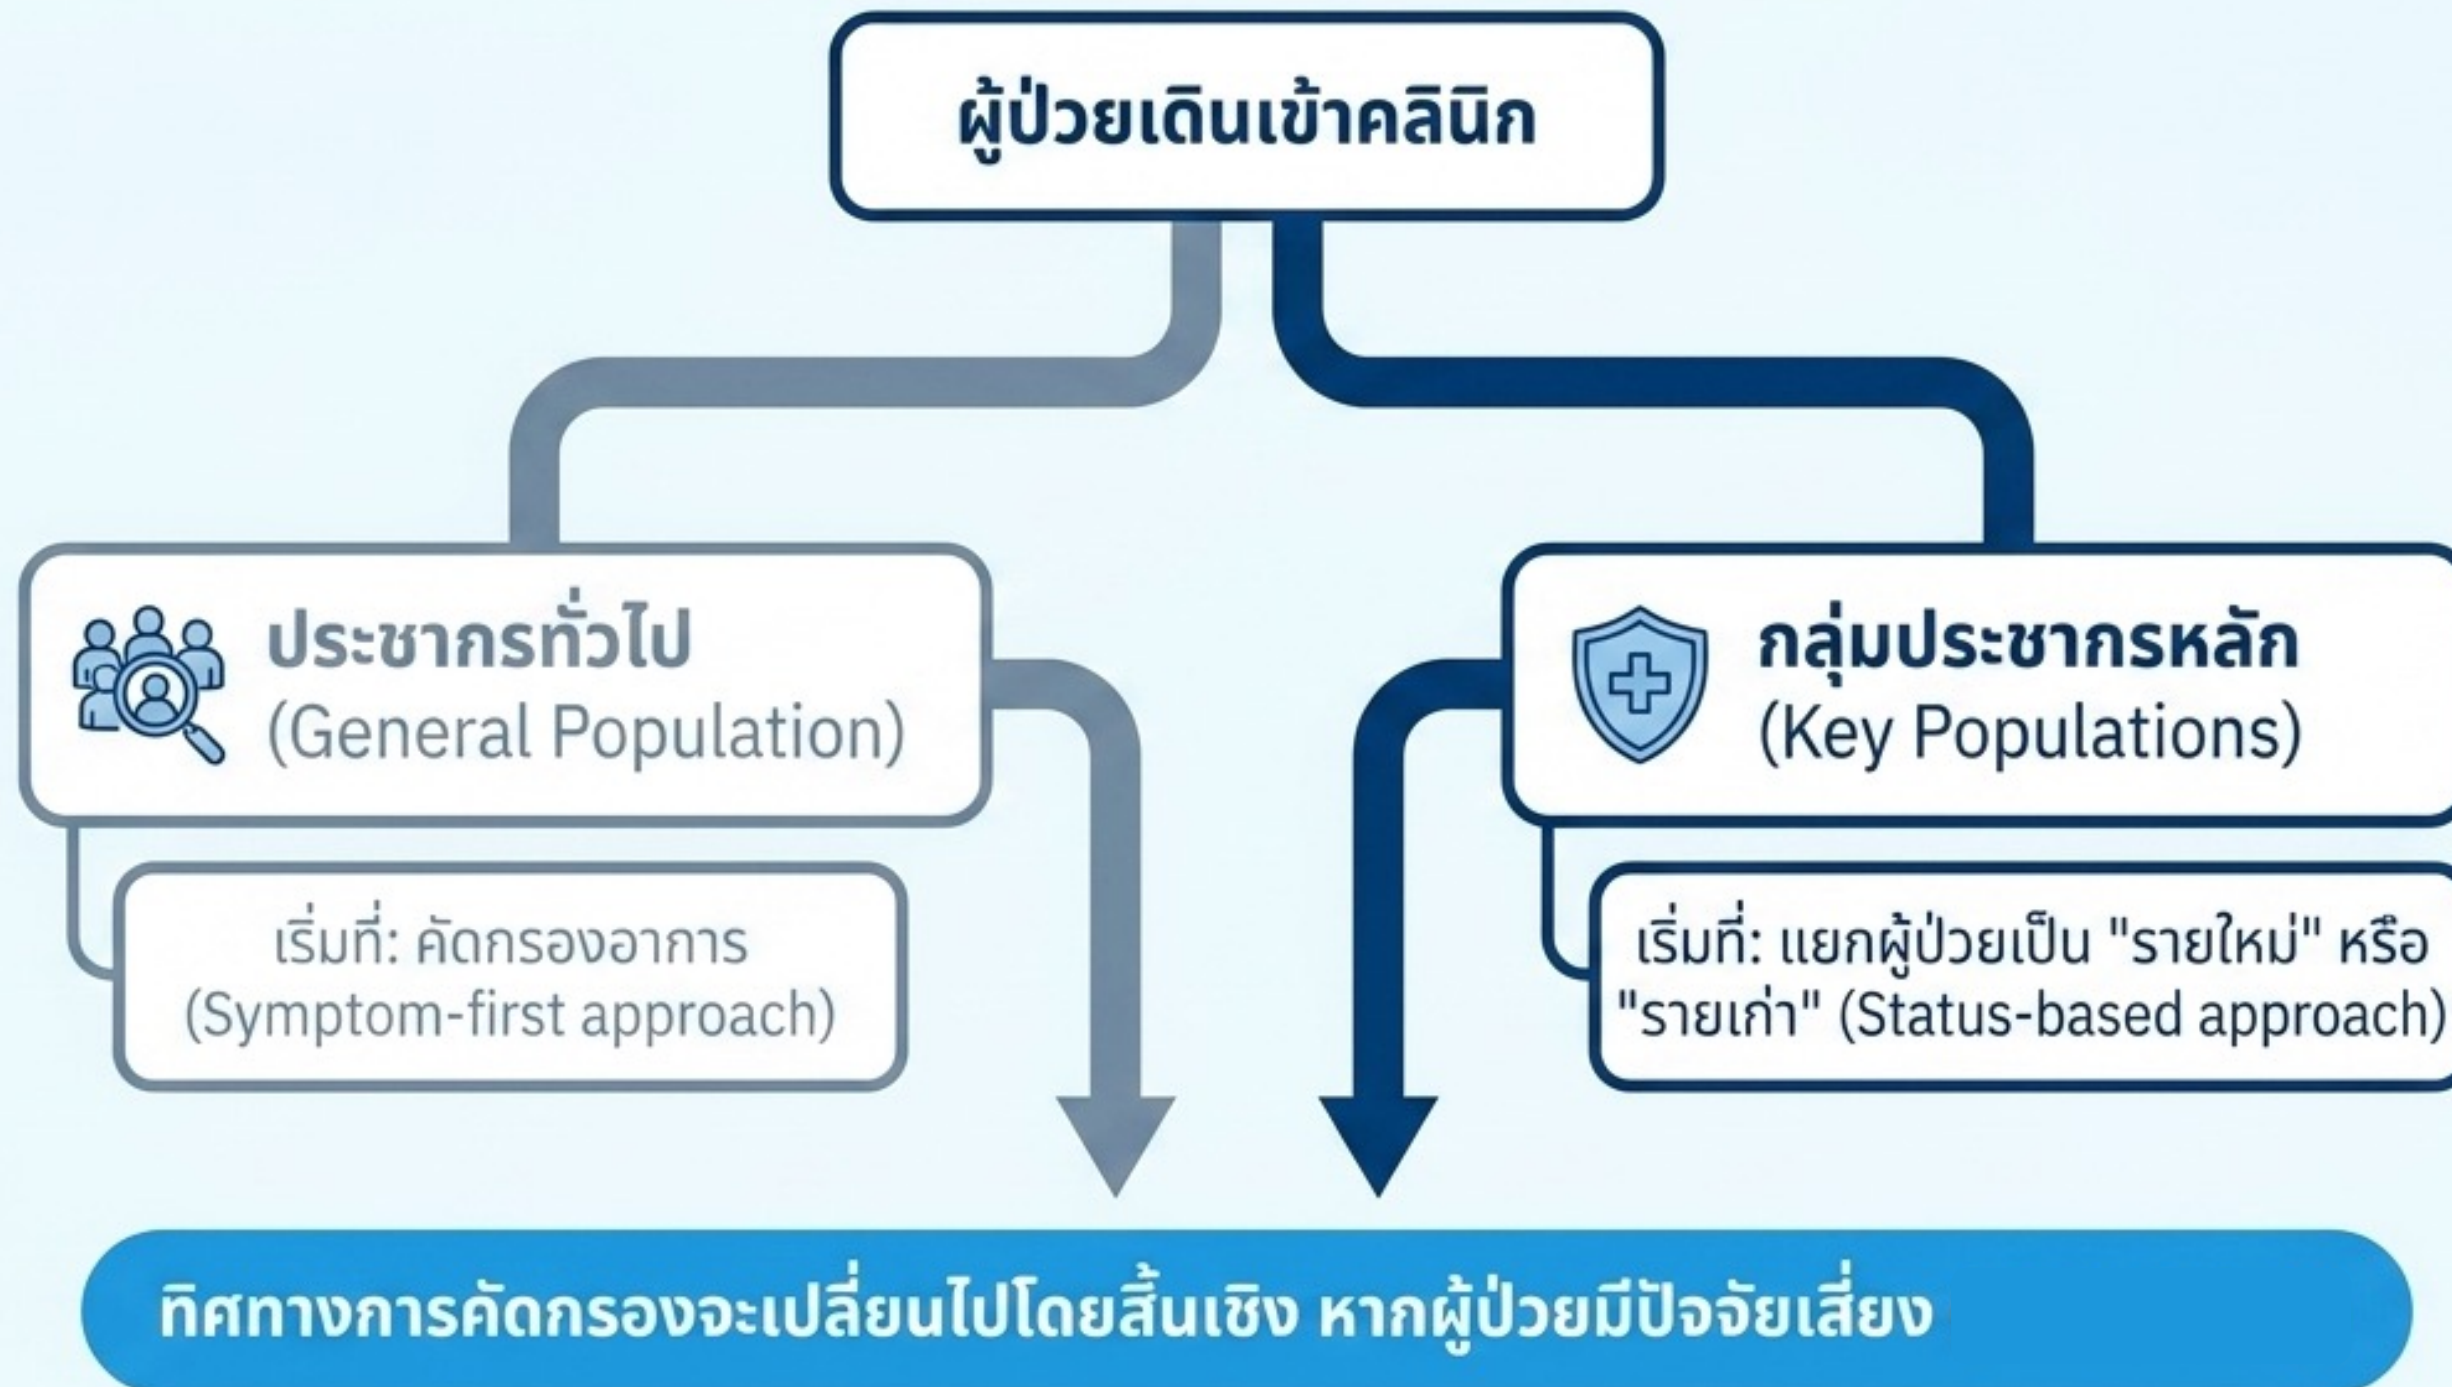 ผู้ป่วยเดินเข้าคลินิก
ประชากรทั่วไป
(General Population)
เริ่มที่: คัดกรองอาการ
(Symptom-first approach)
กลุ่มประชากรหลัก
(Key Populations)
เริ่มที่: แยกผู้ป่วยเป็น "รายใหม่" หรือ
"รายเก่า" (Status-based approach)
ทิศทางการคัดกรองจะเปลี่ยนไปโดยสิ้นเชิง หากผู้ป่วยมีปัจจัยเสี่ยง